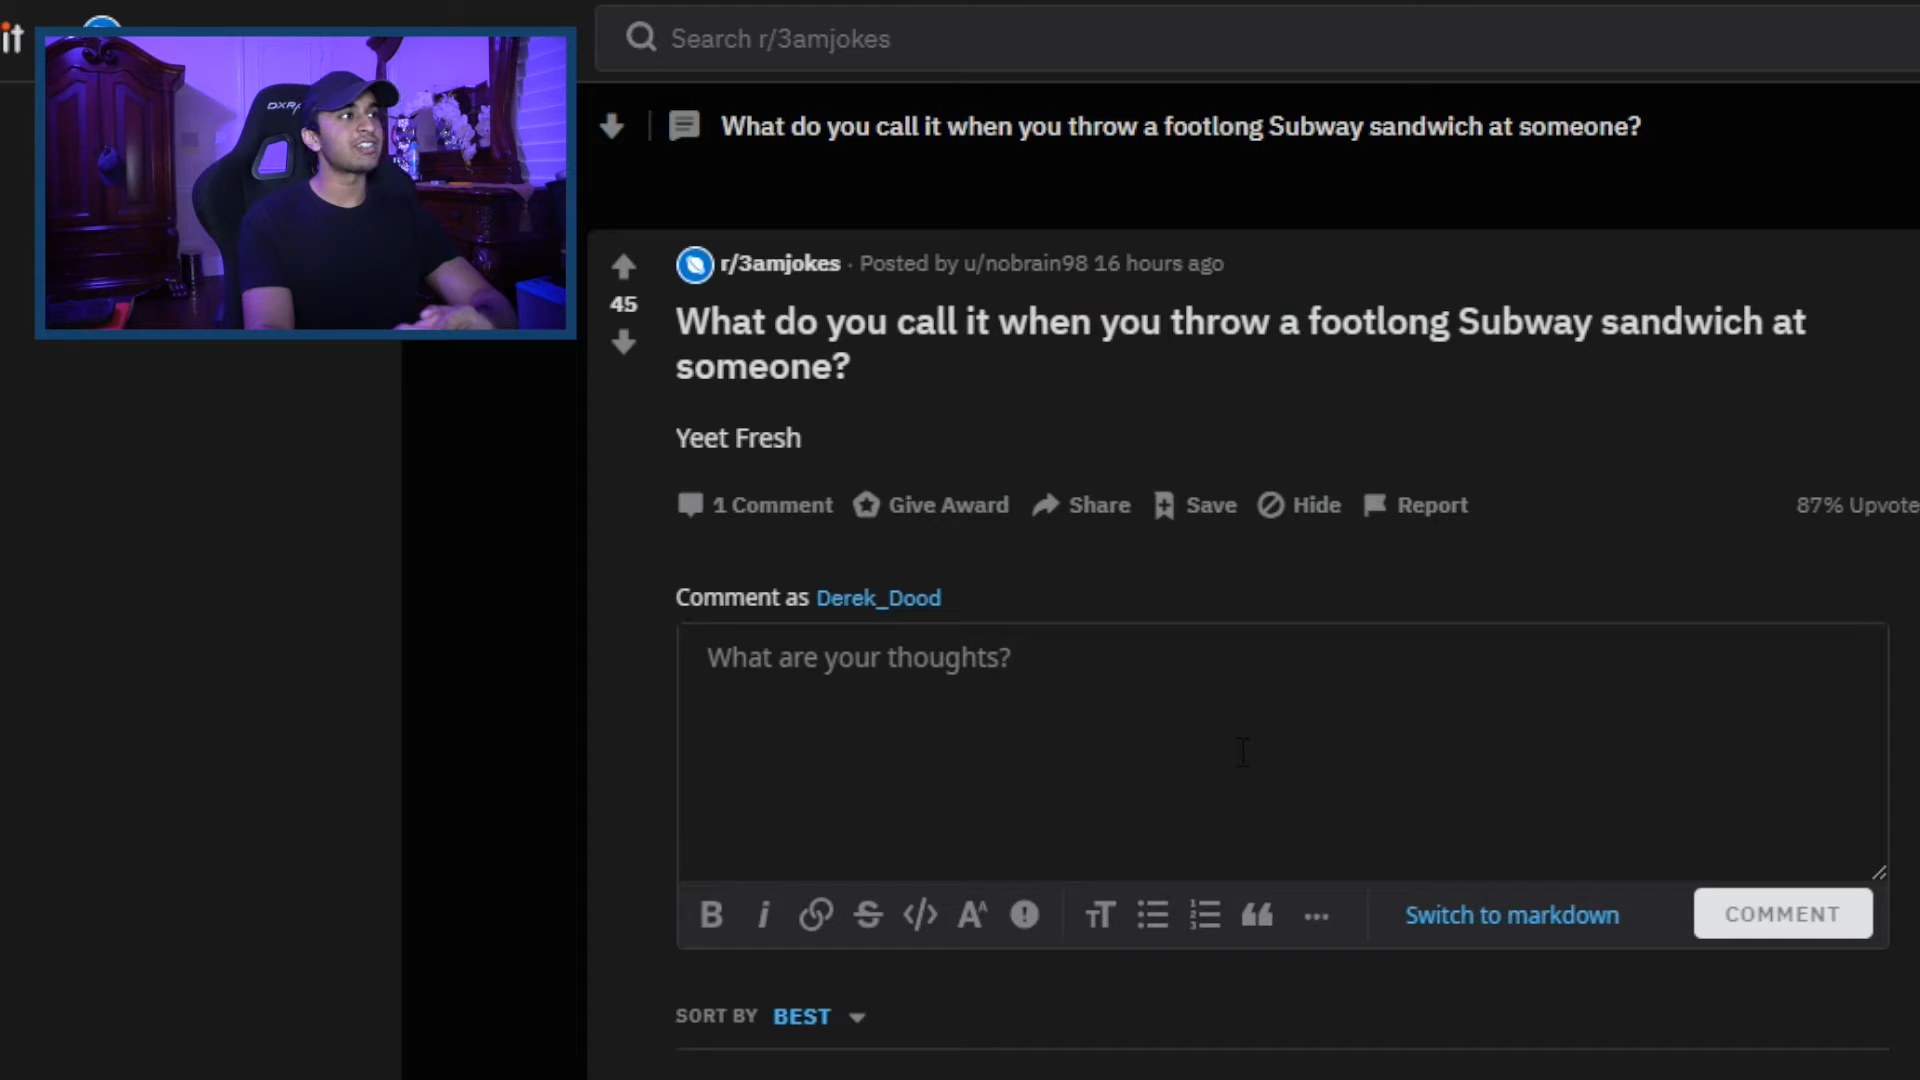 it
Search r/3amjokes
What do you call it when you throw a footlong Subway sandwich at someone?
r/3amjokes · Posted by u/nobrain98 16 hours ago
45
What do you call it when you throw a footlong Subway sandwich at
someone?
Yeet Fresh
1 Comment Give Award Share Save Hide Report 87% Upvote
Comment as Derek_Dood
What are your thoughts?
Switch to markdown COMMENT
SORT BY BEST